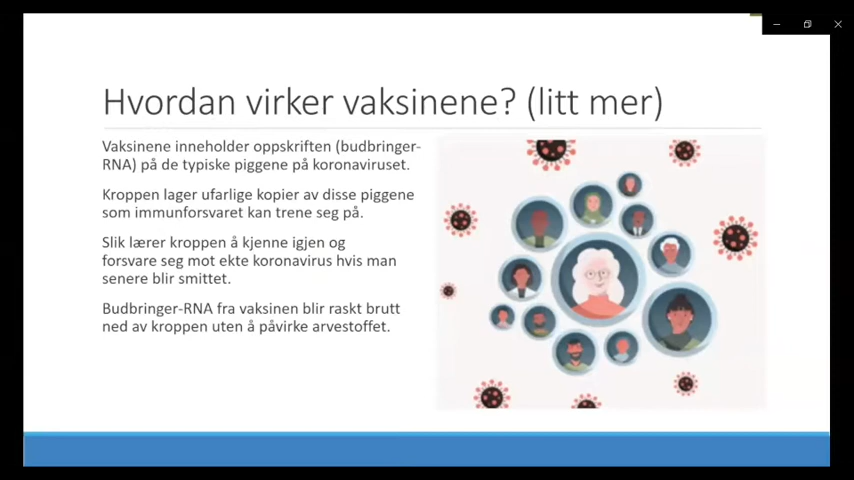 Hvordan virker vaksinene? (litt mer)
Vaksinene inneholder oppskriften (budbringer-
RNA) på de typiske piggene på koronaviruset.
Kroppen lager ufarlige kopier av disse piggene
som immunforsvaret kan trene seg på.
Slik lærer kroppen å kjenne igjen og
forsvare seg mot ekte koronavirus hvis man
senere blir smittet.
Budbringer-RNA fra vaksinen blir raskt brutt
ned av kroppen uten å påvirke arvestoffet.